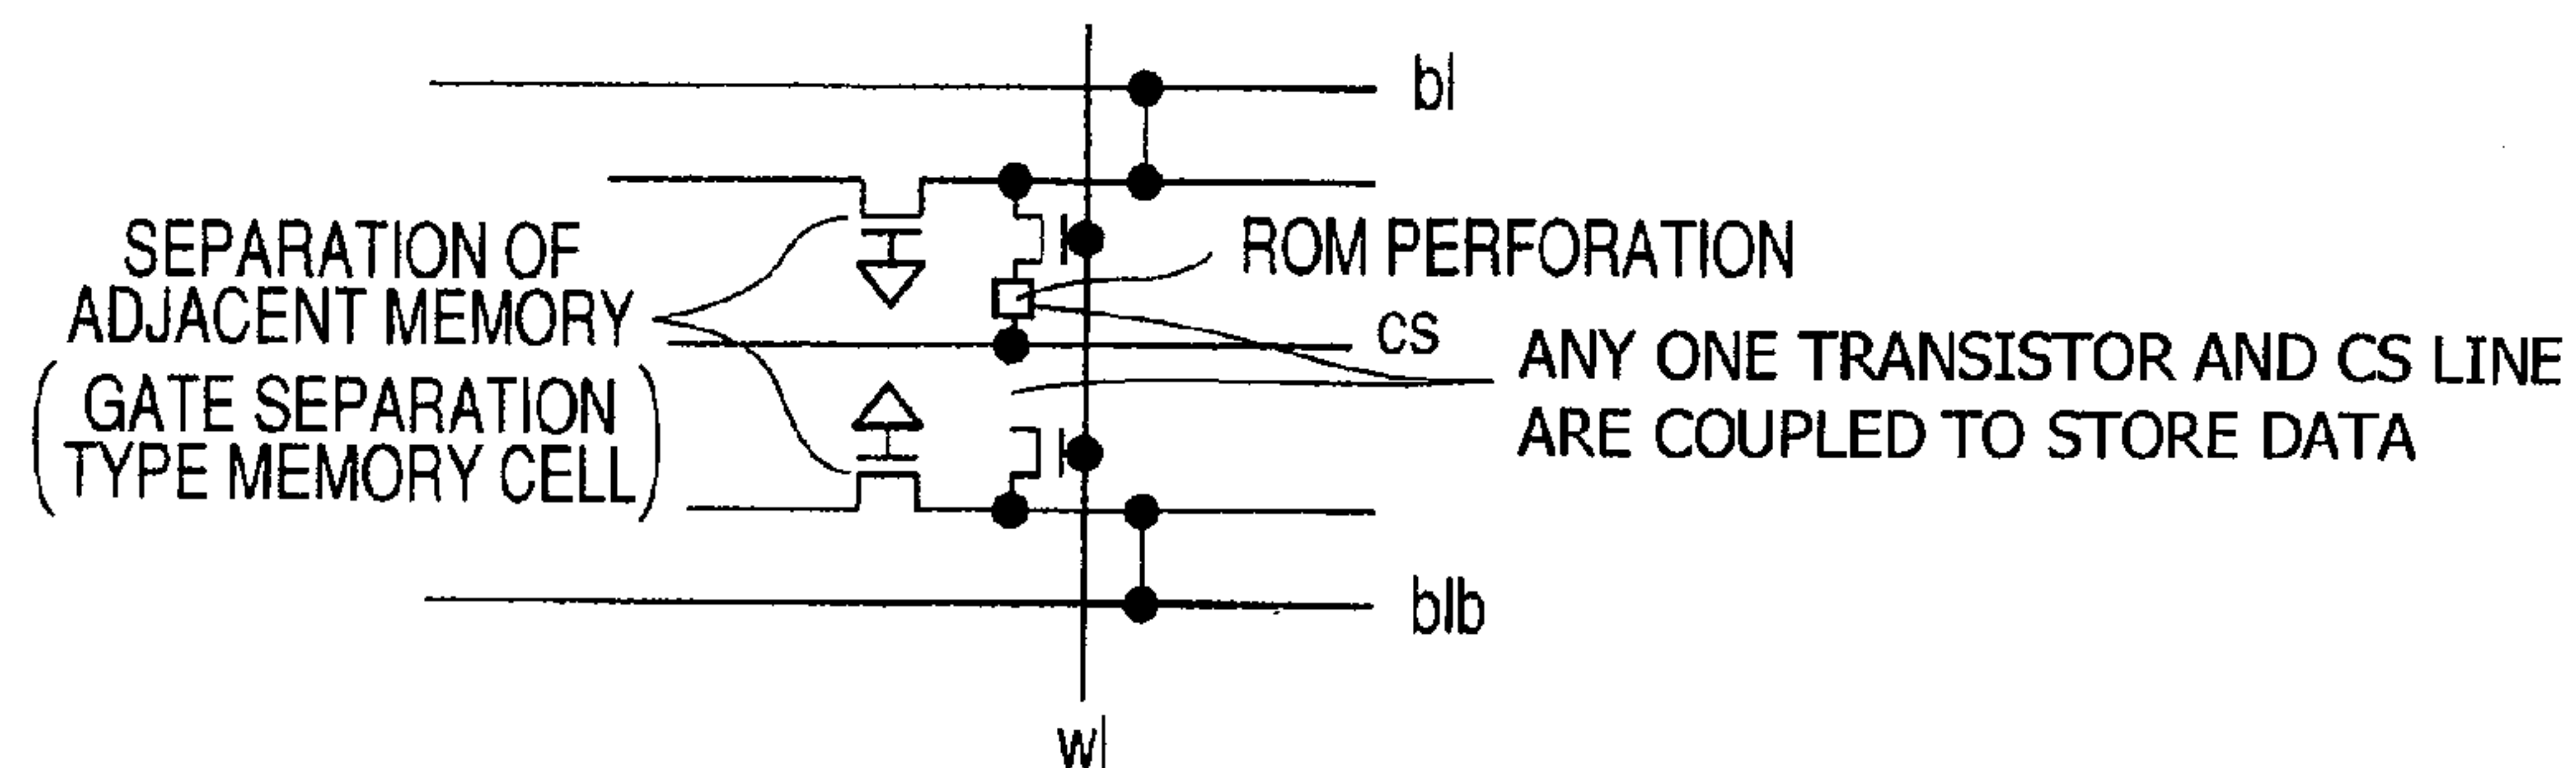 bl
SEPARATION OF
ADJACENT MEMORY
(GATE SEPARATION
TYPE MEMORY CELL)
ROM PERFORATION
CS
ANY ONE TRANSISTOR AND CS LINE
ARE COUPLED TO STORE DATA
blb
wl